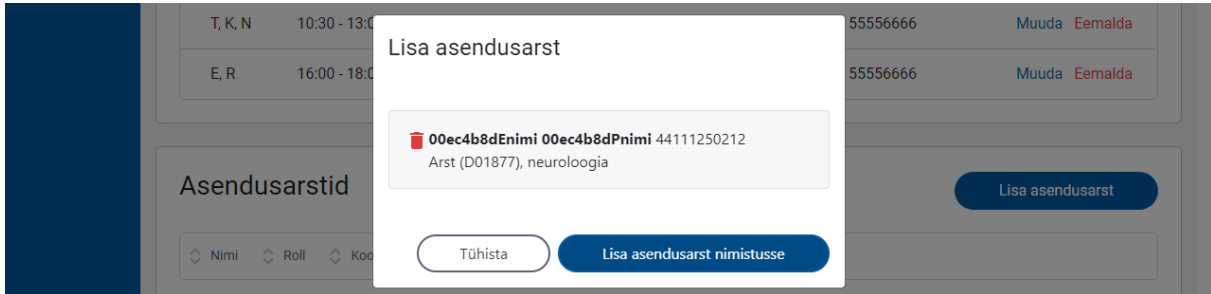 T, K, N 10:30 - 13:0 55556666 Muuda Eemalda
E, R 16:00 - 18:0 55556666 Muuda Eemalda
Lisa asendusarst
00ec4b8dEnimi 00ec4b8dPnimi 44111250212
Arst (D01877), neuroloogia
Tühista Lisa asendusarst nimistusse
Asendusarstid Lisa asendusarst
Nimi Roll Koo